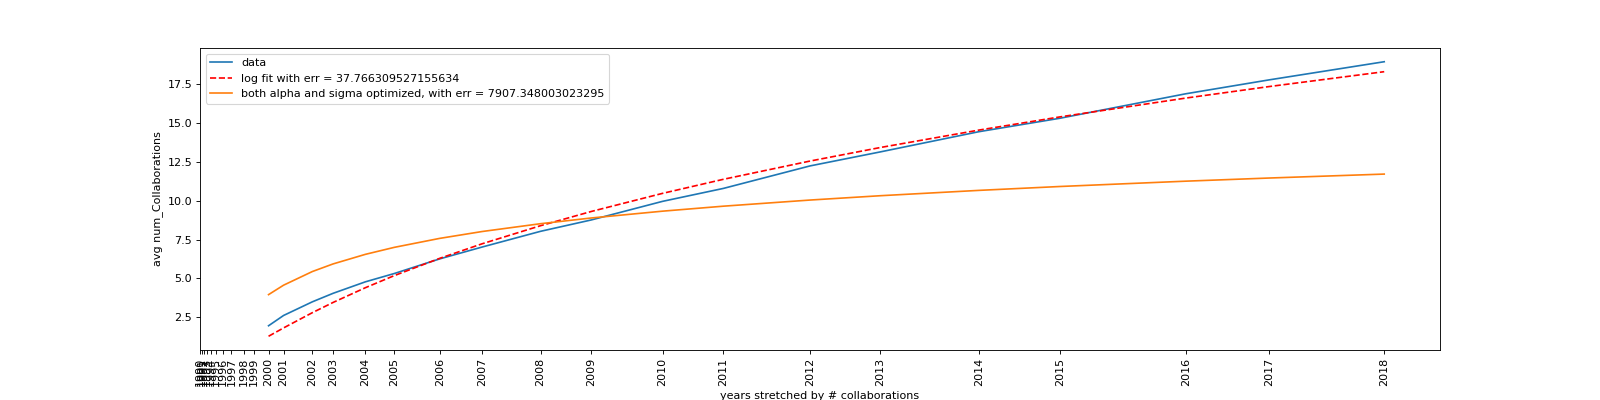 data
log fit with err = 37.766309527155634
both alpha and sigma optimized, with err = 7907.348003023295
17.5
15.0
12.5
10.0
7.5
5.0
2.5
avg num_Collaborations
1996 1997 1998 1999 2000 2001 2002 2003 2004 2005 2006 2007 2008 2009 2010 2011 2012 2013 2014 2015 2016 2017 2018
years stretched by # collaborations